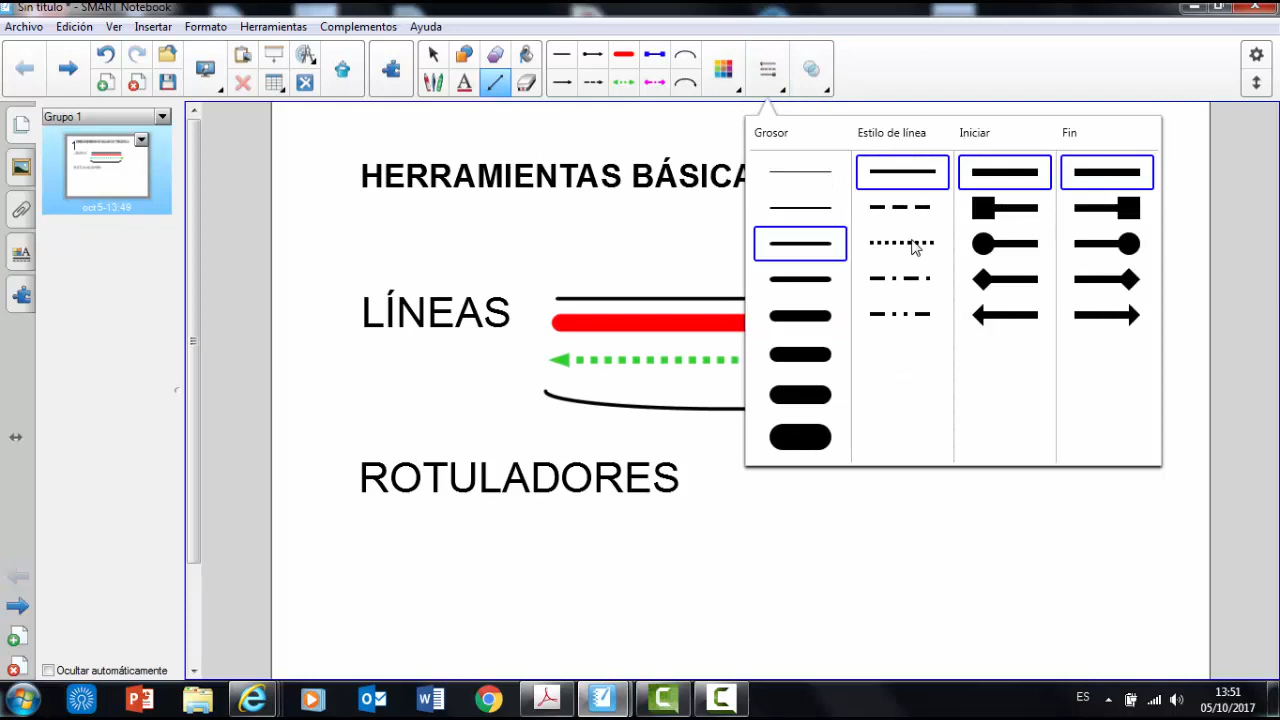 Sin título * - SMART Notebook
Archivo Edición Ver Insertar Formato Herramientas Complementos Ayuda
Grupo 1
1
oct 5-13:49
Ocultar automáticamente
HERRAMIENTAS BÁSICA
LÍNEAS
ROTULADORES
Grosor Estilo de línea Iniciar Fin
ES
13:51
05/10/2017